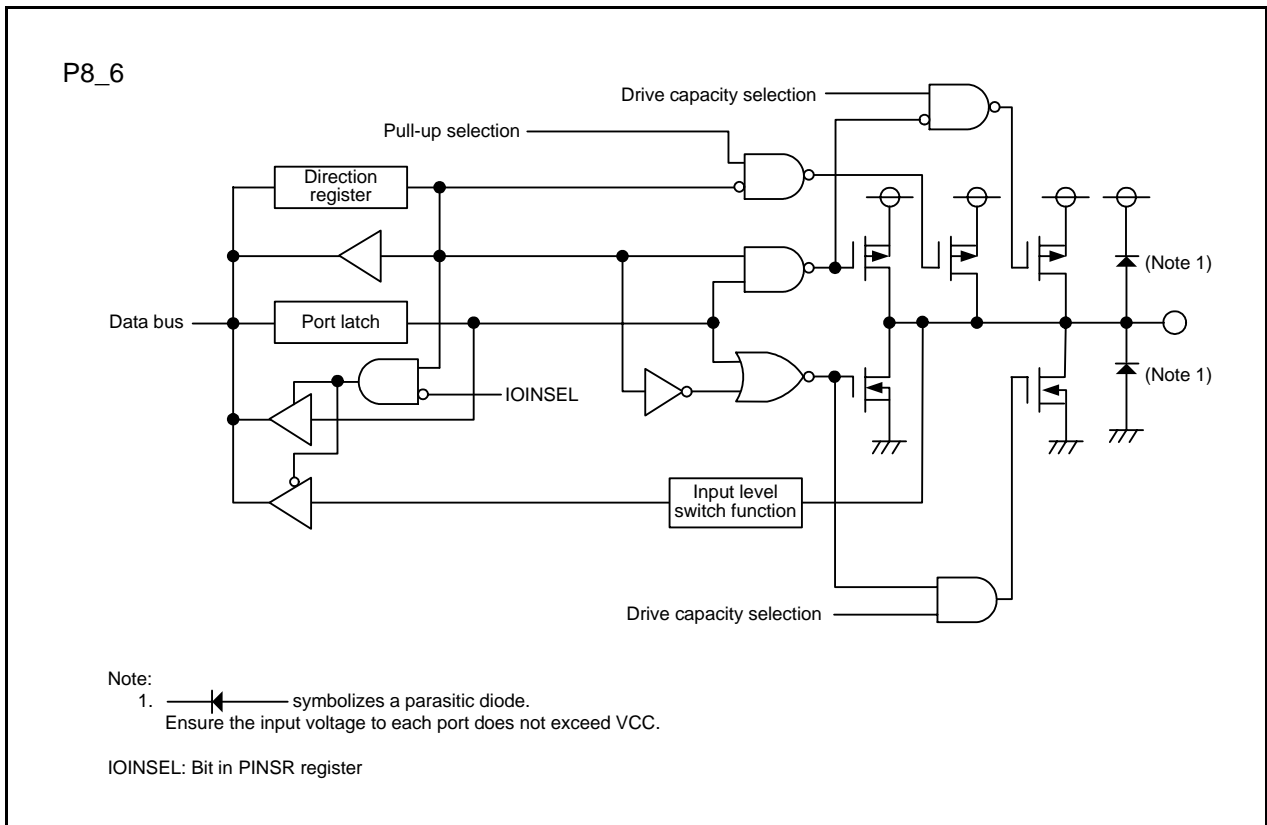 P8_6
Drive capacity selection
Pull-up selection
Direction
register
(Note 1)
Data bus
Port latch
(Note 1)
IOINSEL
Input level
switch function
Drive capacity selection
Note:
1. symbolizes a parasitic diode.
Ensure the input voltage to each port does not exceed VCC.
IOINSEL: Bit in PINSR register